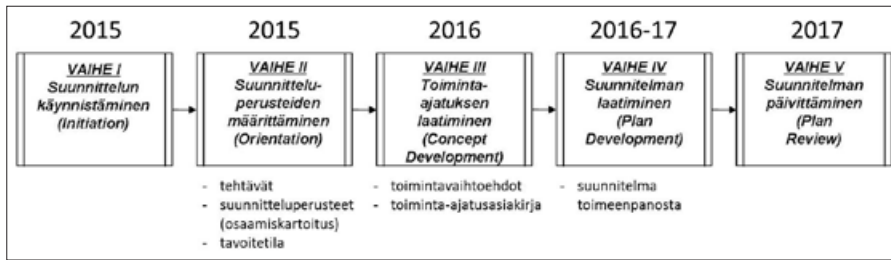 2015
2015
2016
2016-17
2017
VAIHE I
Suunnittelun
käynnistäminen
(Initiation)
VAIHE II
Suunnittelu-
perusteiden
määrittäminen
(Orientation)
VAIHE III
Toiminta-
ajatuksen
laatiminen
(Concept
Development)
VAIHE IV
Suunnitelman
laatiminen
(Plan
Development)
VAIHE V
Suunnitelman
päivittäminen
(Plan
Review)
- tehtävät
- suunnitteluperusteet
(osaamiskartoitus)
- tavoitetila
- toimintavaihtoehdot
- toiminta-ajatusasiakirja
- suunnitelma
toimeenpanosta